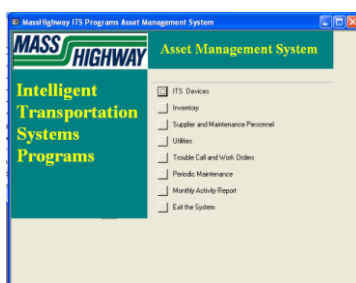 MassHighway ITS Programs Asset Management System
MASS
HIGHWAY
Asset Management System
Intelligent
Transportation
Systems
Programs
ITS Devices
Inventory
Supplier and Maintenance Personnel
Utilities
Trouble Call and Work Orders
Periodic Maintenance
Monthly Activity Report
Exit the System